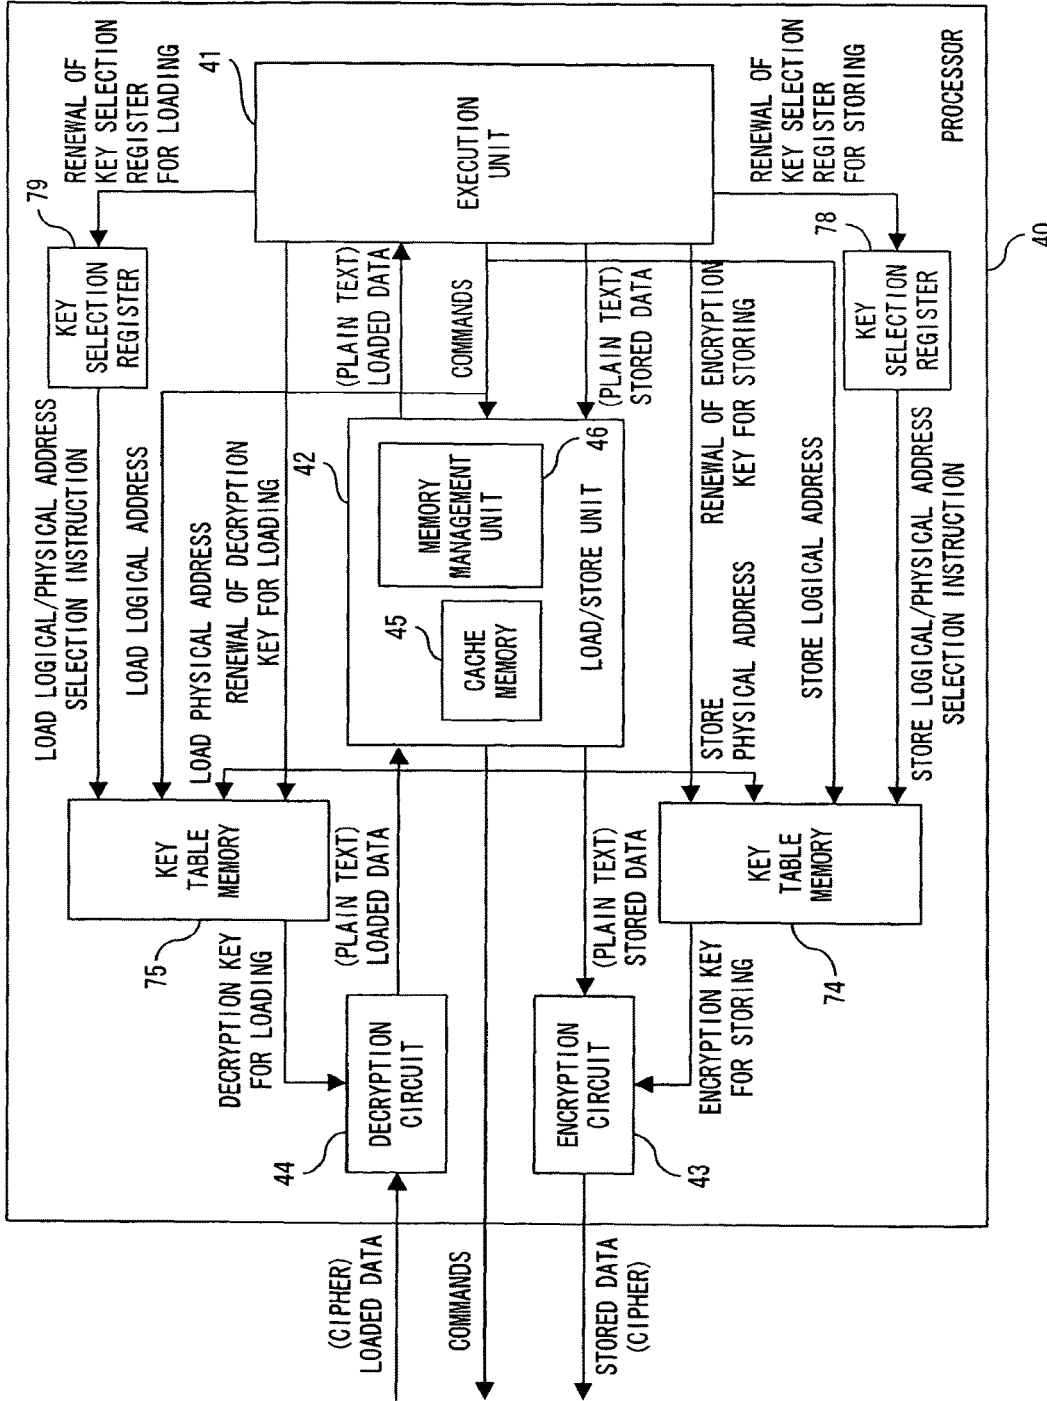 RENEWAL OF
KEY SELECTION
REGISTER
FOR LOADING
41
EXECUTION
UNIT
RENEWAL OF
KEY SELECTION
REGISTER
FOR STORING
PROCESSOR
40
79
KEY
SELECTION
REGISTER
(PLAIN TEXT)
LOADED DATA
COMMANDS
(PLAIN TEXT)
STORED DATA
RENEWAL OF ENCRYPTION
KEY FOR STORING
78
KEY
SELECTION
REGISTER
LOAD LOGICAL/PHYSICAL ADDRESS
SELECTION INSTRUCTION
LOAD LOGICAL ADDRESS
LOAD PHYSICAL ADDRESS
RENEWAL OF DECRYPTION
KEY FOR LOADING
42
MEMORY
MANAGEMENT
UNIT
46
45
CACHE
MEMORY
LOAD/STORE UNIT
STORE
PHYSICAL ADDRESS
STORE LOGICAL ADDRESS
STORE LOGICAL/PHYSICAL ADDRESS
SELECTION INSTRUCTION
KEY
TABLE
MEMORY
75
(PLAIN TEXT)
LOADED DATA
(PLAIN TEXT)
STORED DATA
KEY
TABLE
MEMORY
74
DECRYPTION KEY
FOR LOADING
44
DECRYPTION
CIRCUIT
ENCRYPTION
CIRCUIT
43
ENCRYPTION KEY
FOR STORING
(CIPHER)
LOADED DATA
COMMANDS
STORED DATA
(CIPHER)